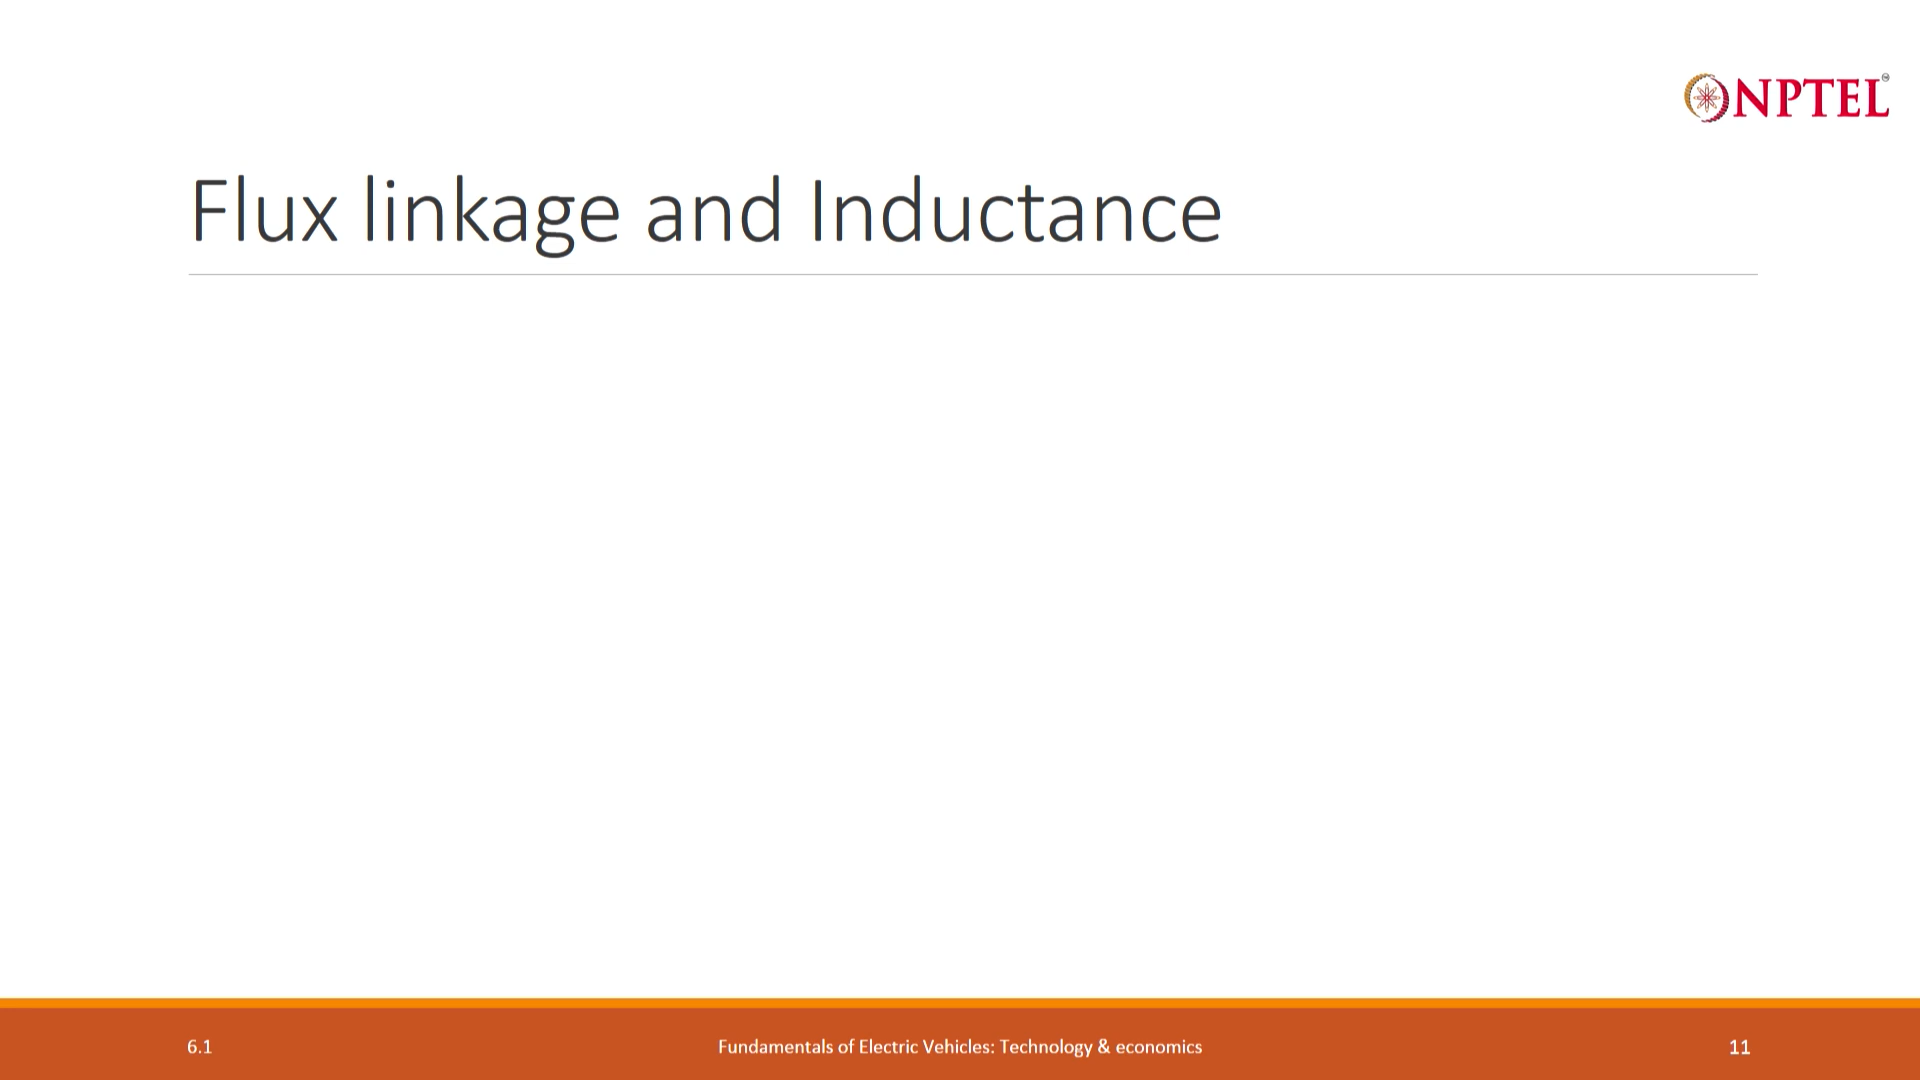 NPTEL
Flux linkage and Inductance
6.1
Fundamentals of Electric Vehicles: Technology & economics
11